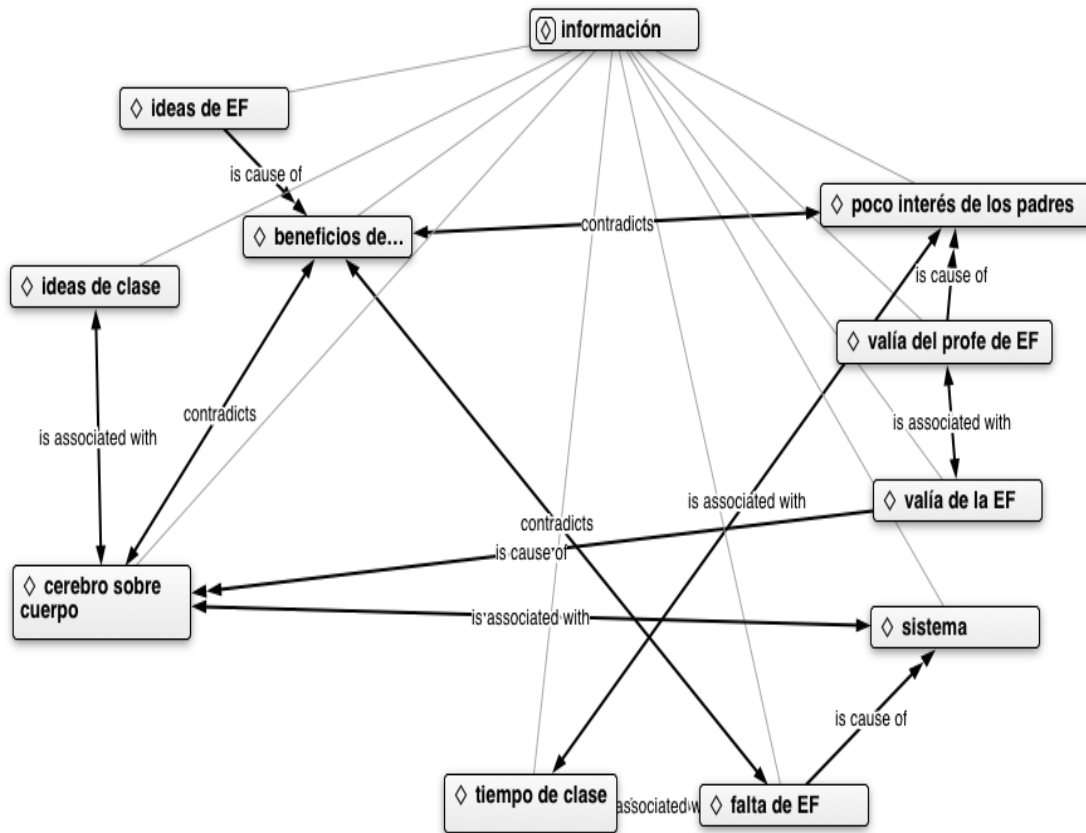 información
ideas de EF
is cause of
poco interés de los padres
beneficios de...
contradicts
is cause of
ideas de clase
valía del profe de EF
contradicts
is associated with
is associated with
valía de la EF
is associated with
contradicts
is cause of
cerebro sobre
cuerpo
is associated with
sistema
is cause of
tiempo de clase
associated
falta de EF